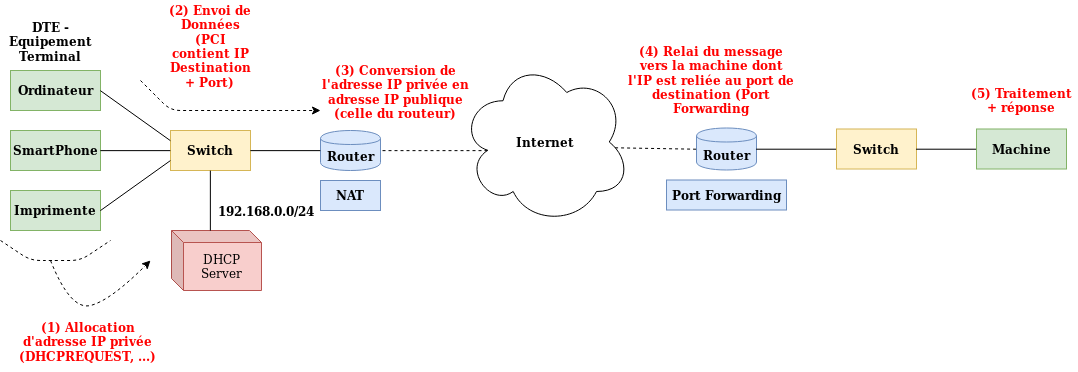 DTE -
Equipement
Terminal
Ordinateur
SmartPhone
Imprimente
(1) Allocation
d'adresse IP privée
(DHCPREQUEST, ...)
(2) Envoi de
Données
(PCI
contient IP
Destination
+ Port)
Switch
192.168.0.0/24
DHCP
Server
(3) Conversion de
l'adresse IP privée en
adresse IP publique
(celle du routeur)
Router
NAT
Internet
(4) Relai du message
vers la machine dont
l'IP est reliée au port de
destination (Port
Forwarding
Router
Port Forwarding
Switch
(5) Traitement
+ réponse
Machine